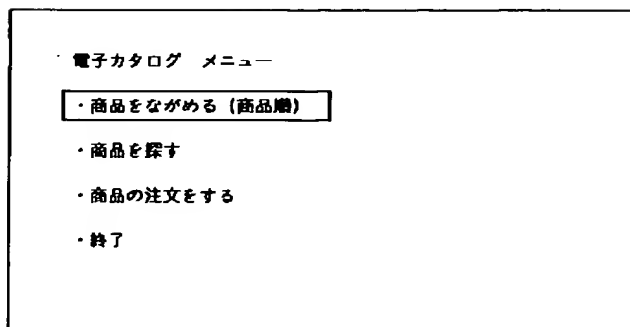 電子カタログ メニュー
・商品をながめる (商品順)
・商品を探す
・商品の注文をする
・終了